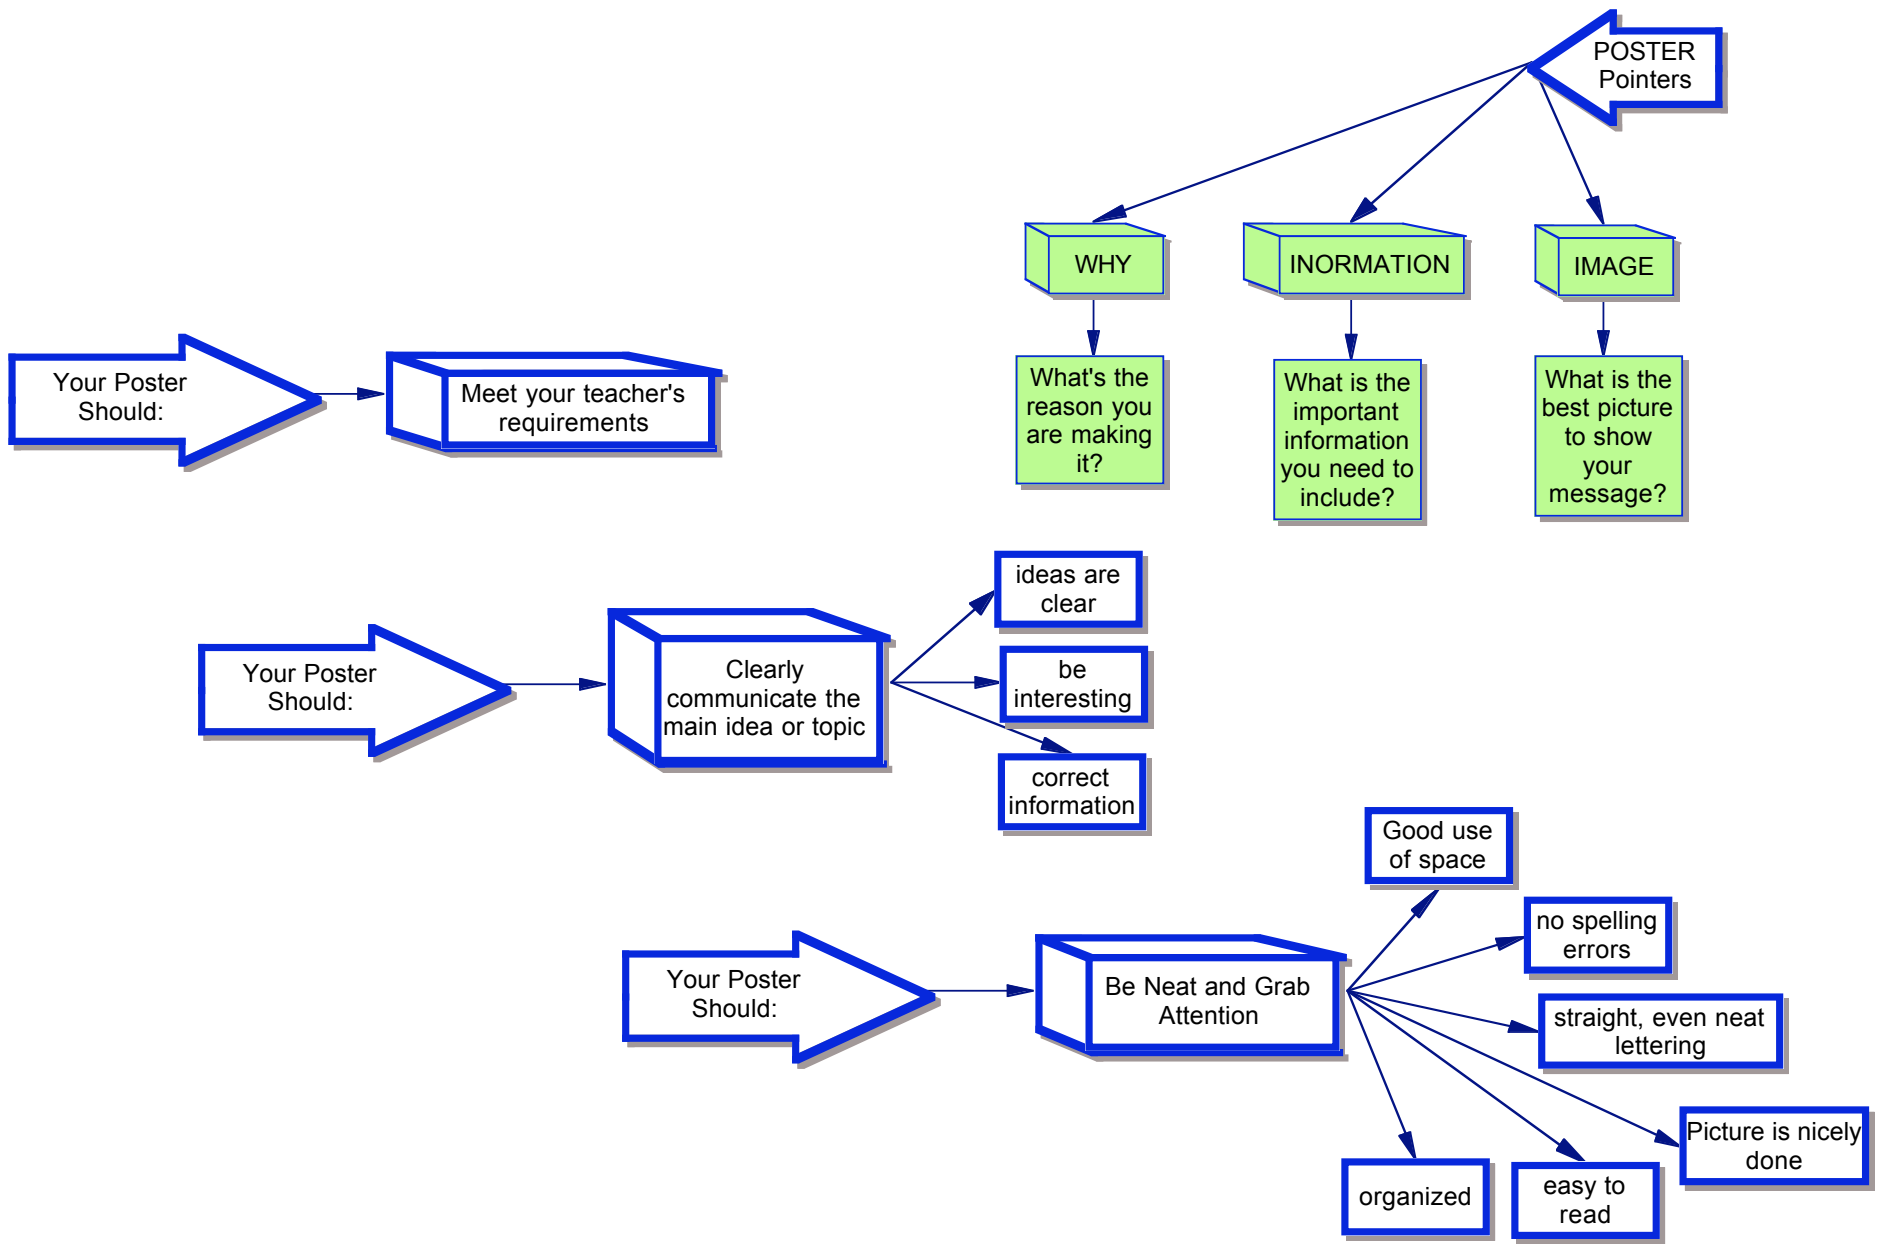 POSTER
Pointers
WHY
INORMATION
IMAGE
What's the
reason you
are making
it?
What is the
important
information
you need to
include?
What is the
best picture
to show
your
message?
Your Poster
Should:
Meet your teacher's
requirements
Your Poster
Should:
Clearly
communicate the
main idea or topic
ideas are
clear
be
interesting
correct
information
Your Poster
Should:
Be Neat and Grab
Attention
Good use
of space
no spelling
errors
straight, even neat
lettering
Picture is nicely
done
easy to
read
organized